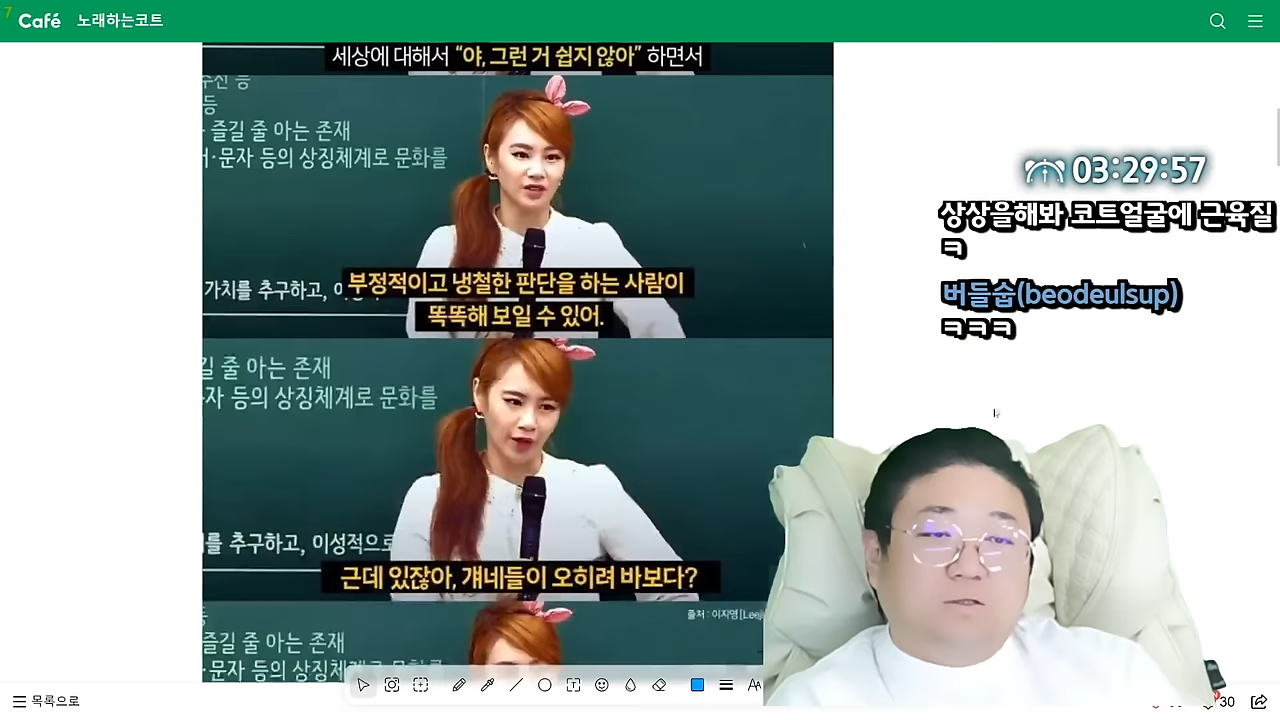 7
Café 노래하는코트
세상에 대해서 "야, 그런 거 쉽지 않아" 하면서
등
즐길 줄 아는 존재
문자 등의 상징체계로 문화를
가치를 추구하고,
부정적이고 냉철한 판단을 하는 사람이
똑똑해 보일 수 있어.
03:29:57
상상을해봐 코트얼굴에 근육질
ㅋ
버들숲(beodeulsup)
ㅋㅋㅋ
길 줄 아는 존재
자 등의 상징체계로 문화를
를 추구하고, 이성적으로
근데 있잖아, 걔네들이 오히려 바보다?
출처 : 이지영[Leeji
즐길 줄 아는 존재
문자 등의 상징체계로 문화를
목록으로
30